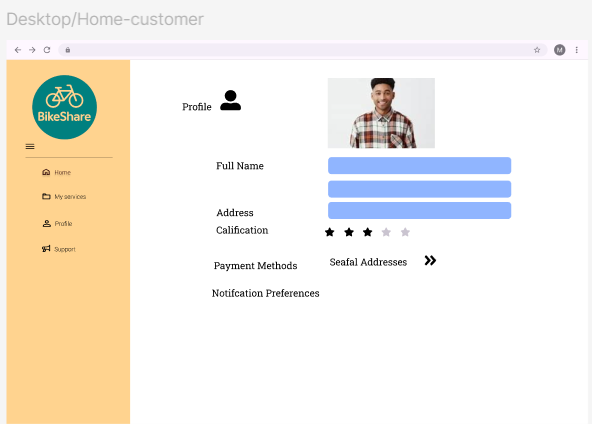 Desktop/Home-customer
M
BikeShare
Home
My services
Profile
Support
Profile
Full Name
Address
Calification
Payment Methods
Seafal Addresses
Notifcation Preferences